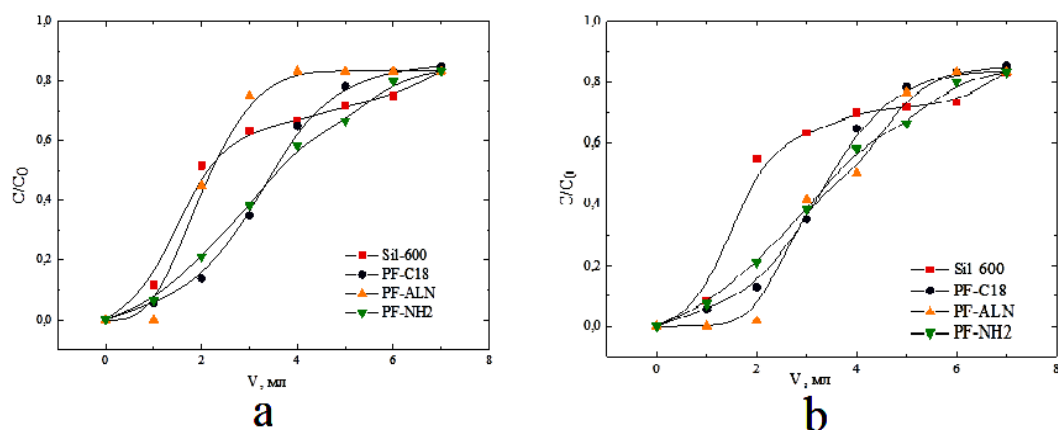 1,0
0,8
0,6
0,4
0,2
0,0
C/C0
0
2
4
6
8
V, мл
Sil-600
PF-C18
PF-ALN
PF-NH2
a
1,0
0,8
0,6
0,4
0,2
0,0
C/C0
0
2
4
6
8
V, мл
Sil 600
PF-C18
PF-ALN
PF-NH2
b